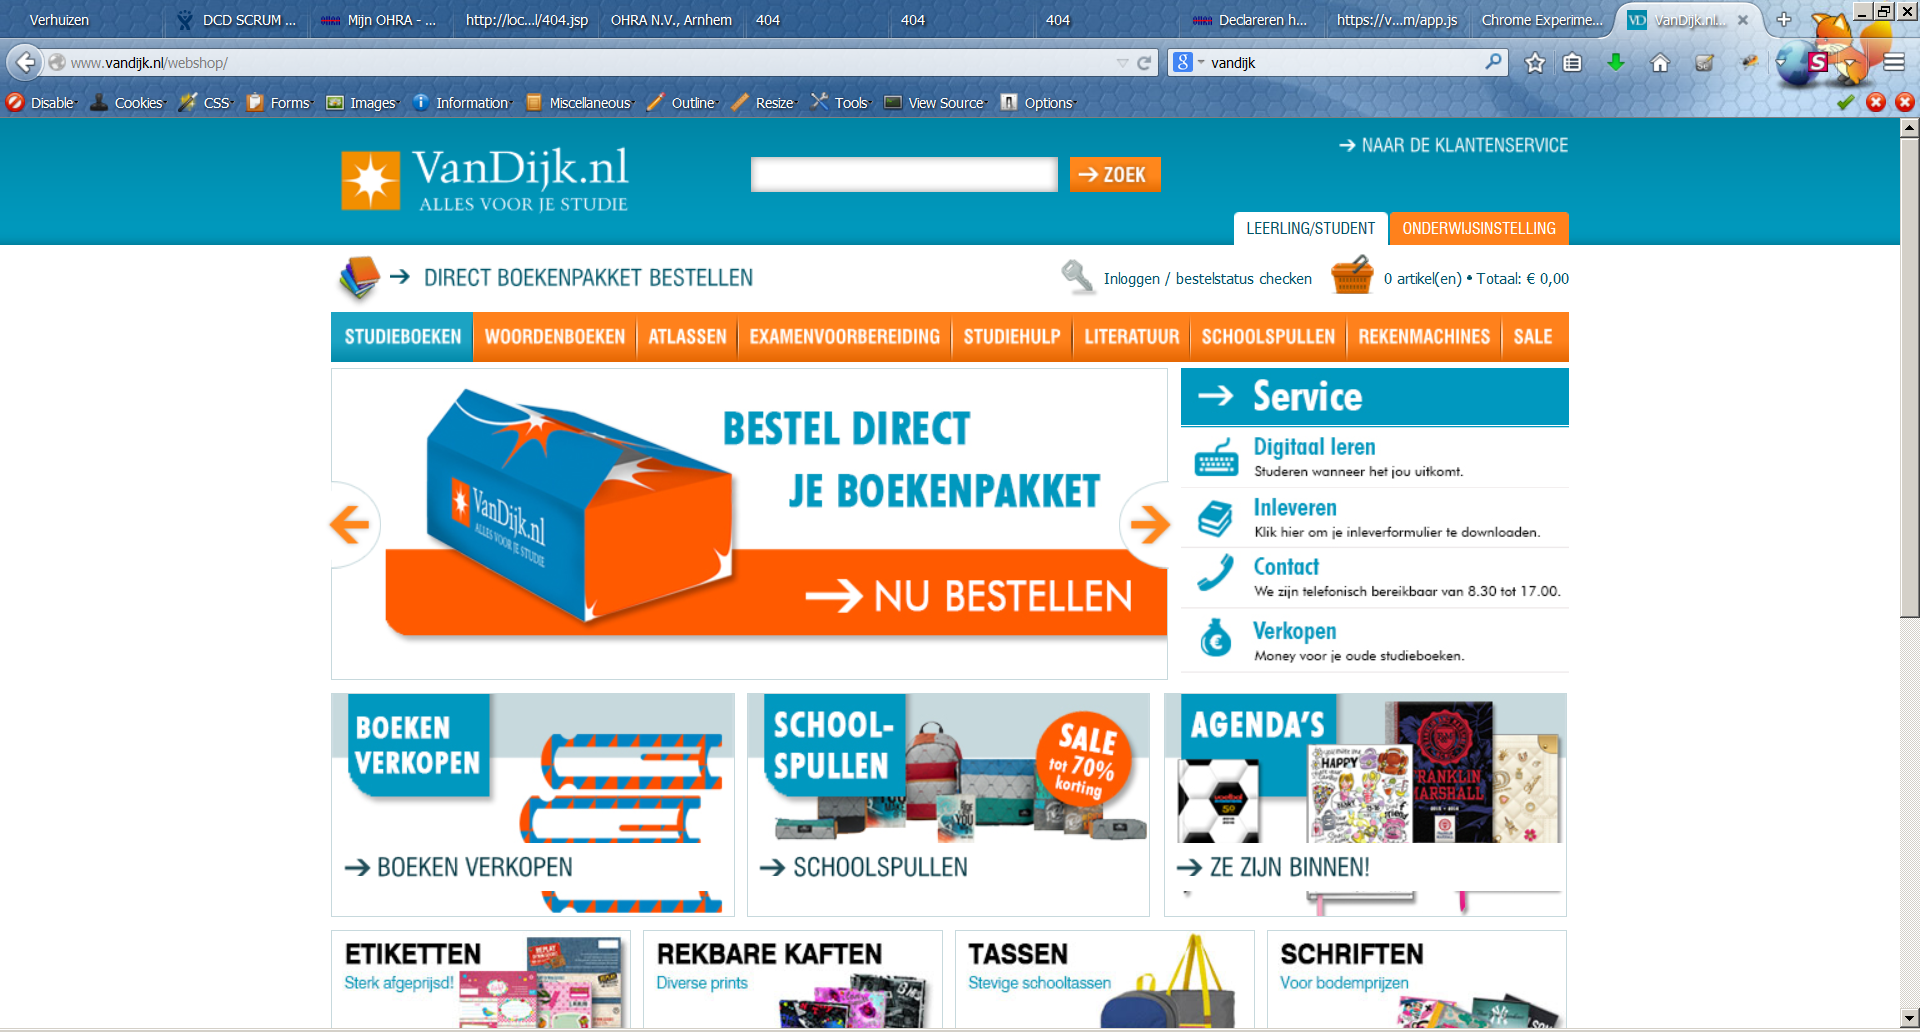 Verhuizen
DCD SCRUM ...
Mijn OHRA - ...
http://loc...l/404.jsp
OHRA N.V., Arnhem
404
404
404
Declareren h...
https://v...m/app.js
Chrome Experime...
VanDijk.nl...
www.vandijk.nl/webshop/
vandijk
Disable
Cookies
CSS
Forms
Images
Information
Miscellaneous
Outline
Resize
Tools
View Source
Options
VanDijk.nl
ALLES VOOR JE STUDIE
ZOEK
NAAR DE KLANTENSERVICE
LEERLING/STUDENT
ONDERWIJSINSTELLING
DIRECT BOEKENPAKKET BESTELLEN
Inloggen / bestelstatus checken
0 artikel(en) • Totaal: € 0,00
STUDIEBOEKEN
WOORDENBOEKEN
ATLASSEN
EXAMENVOORBEREIDING
STUDIEHULP
LITERATUUR
SCHOOLSPULLEN
REKENMACHINES
SALE
BESTEL DIRECT
JE BOEKENPAKKET
VanDijk.nl
ALLES VOOR JE STUDIE
NU BESTELLEN
Service
Digitaal leren
Studeren wanneer het jou uitkomt.
Inleveren
Klik hier om je inleverformulier te downloaden.
Contact
We zijn telefonisch bereikbaar van 8.30 tot 17.00.
Verkopen
Money voor je oude studieboeken.
BOEKEN
VERKOPEN
BOEKEN VERKOPEN
SCHOOL-
SPULLEN
SALE
tot 70%
korting
SCHOOLSPULLEN
AGENDA'S
HAPPY
FRANKLIN
MARSHALL
voetbal
ZE ZIJN BINNEN!
ETIKETTEN
Sterk afgeprijsd!
REKBARE KAFTEN
Diverse prints
TASSEN
Stevige schooltassen
SCHRIFTEN
Voor bodemprijzen